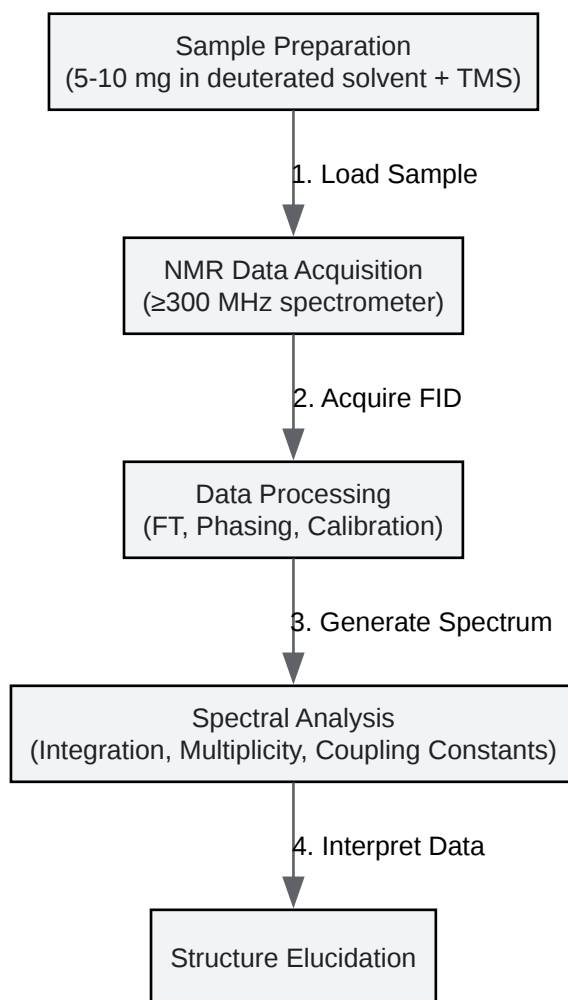 Sample Preparation
(5-10 mg in deuterated solvent + TMS)
1. Load Sample
NMR Data Acquisition
(≥300 MHz spectrometer)
2. Acquire FID
Data Processing
(FT, Phasing, Calibration)
3. Generate Spectrum
Spectral Analysis
(Integration, Multiplicity, Coupling Constants)
4. Interpret Data
Structure Elucidation